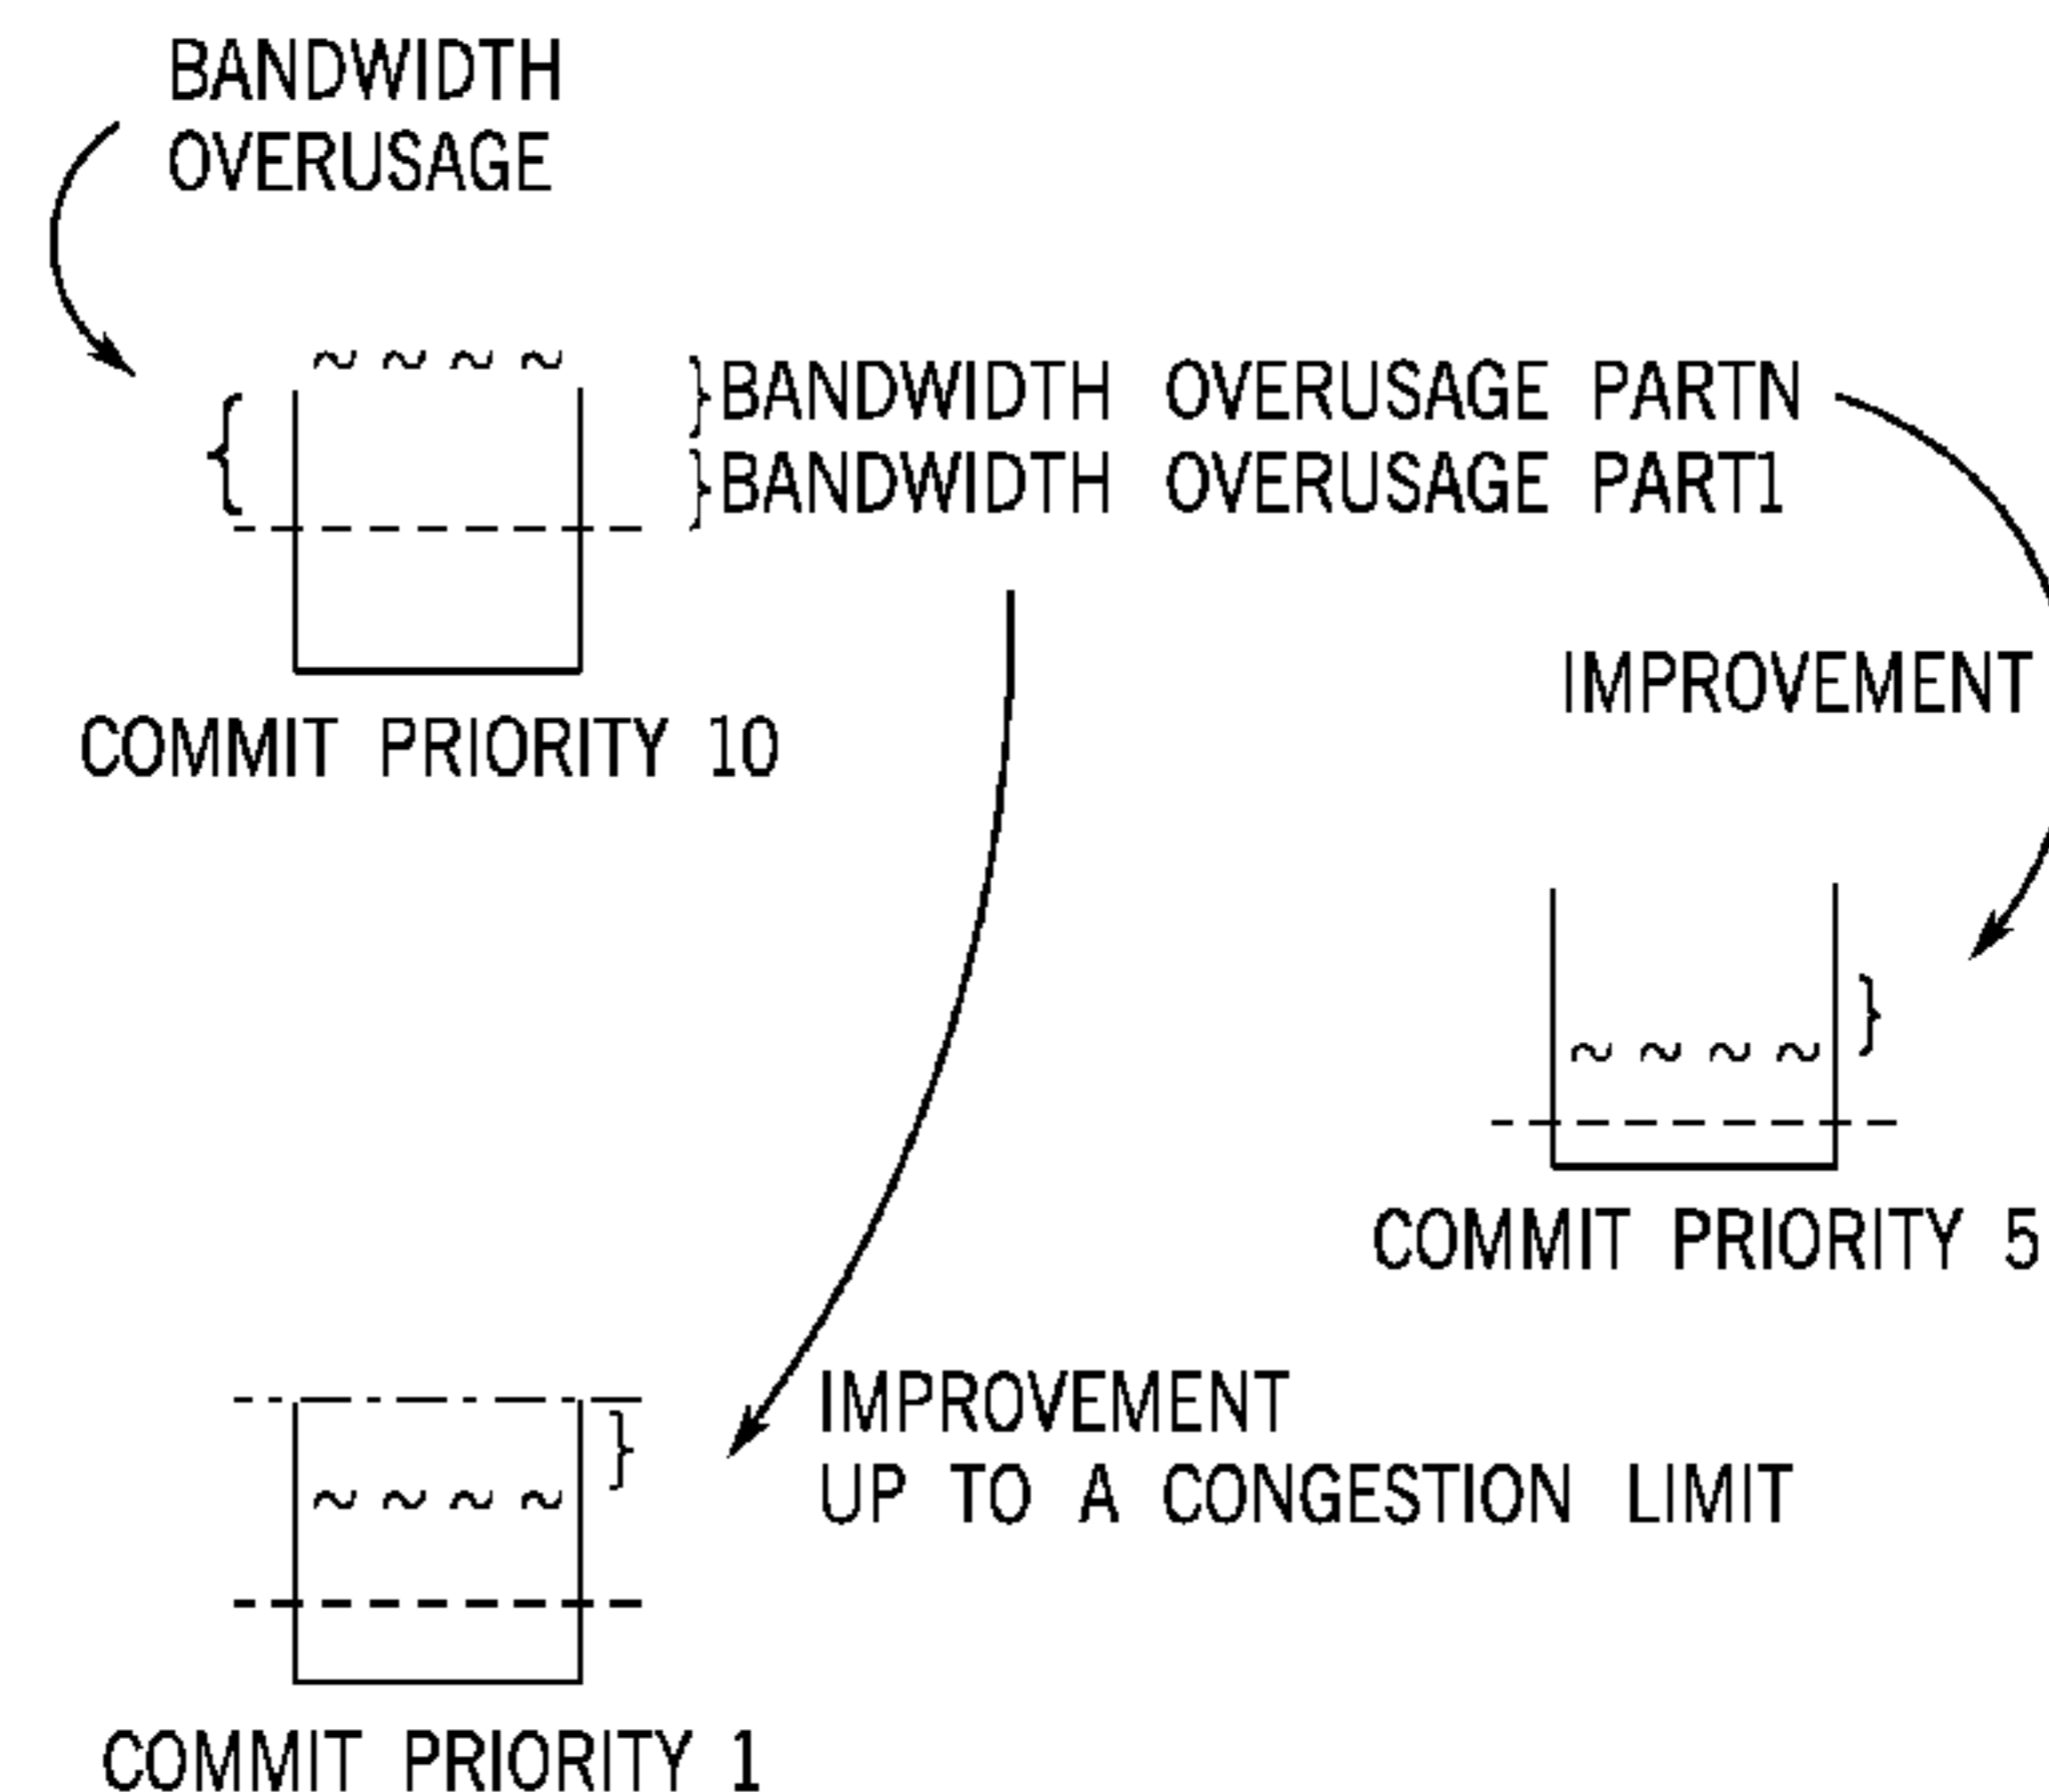 BANDWIDTH
OVERUSAGE
BANDWIDTH OVERUSAGE PARTN
BANDWIDTH OVERUSAGE PART1
COMMIT PRIORITY 10
IMPROVEMENT
COMMIT PRIORITY 5
IMPROVEMENT
UP TO A CONGESTION LIMIT
COMMIT PRIORITY 1